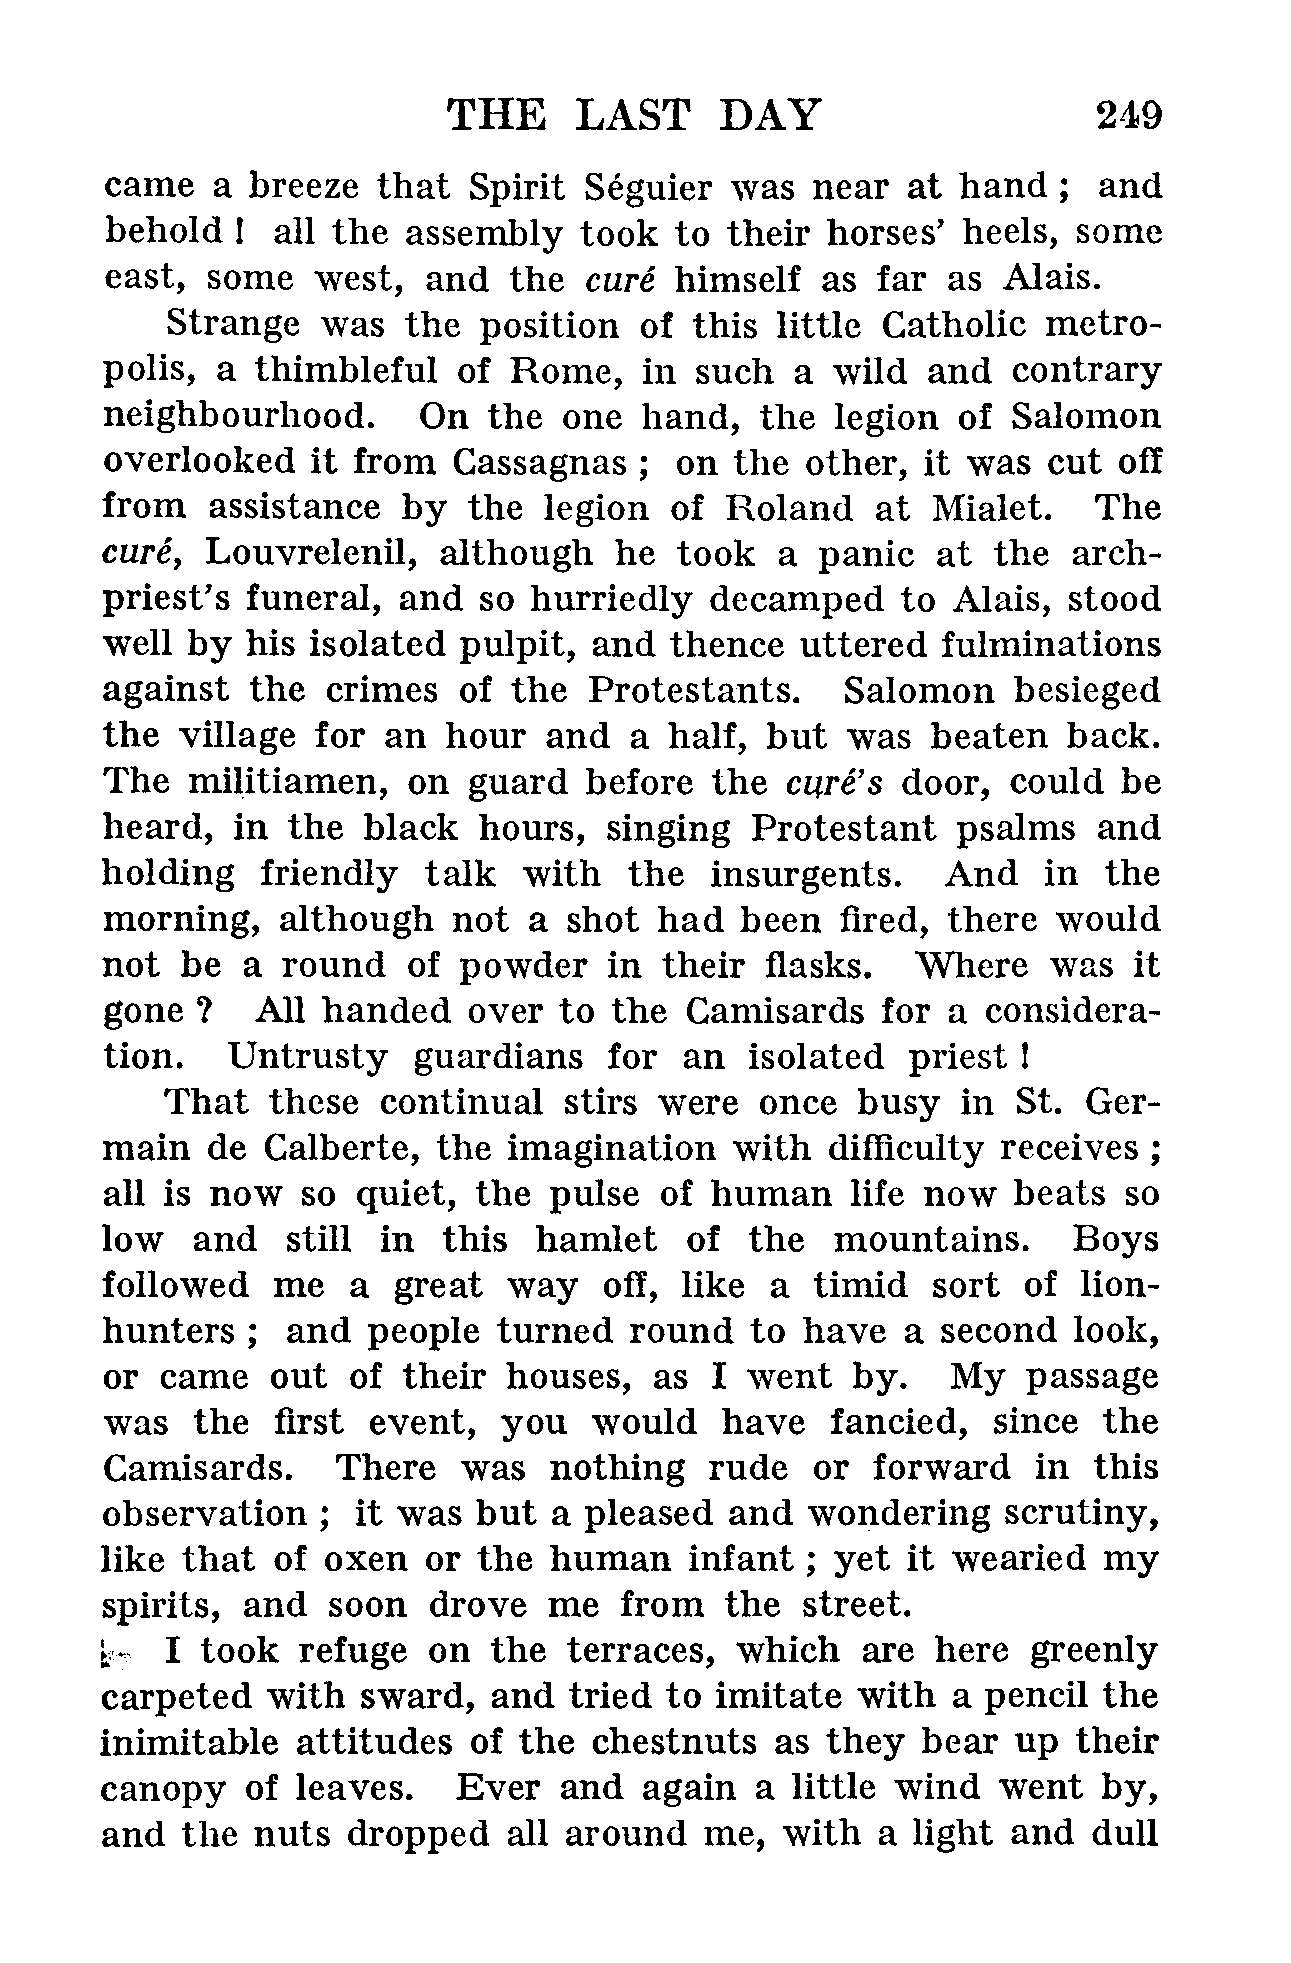 THE LAST DAY 249
came a breeze that Spirit Séguier was near at hand ; and
behold ! all the assembly took to their horses' heels, some
east, some west, and the curé himself as far as Alais.
Strange was the position of this little Catholic metro-
polis, a thimbleful of Rome, in such a wild and contrary
neighbourhood. On the one hand, the legion of Salomon
overlooked it from Cassagnas ; on the other, it was cut off
from assistance by the legion of Roland at Mialet. The
curé, Louvrelenil, although he took a panic at the arch-
priest's funeral, and so hurriedly decamped to Alais, stood
well by his isolated pulpit, and thence uttered fulminations
against the crimes of the Protestants. Salomon besieged
the village for an hour and a half, but was beaten back.
The militiamen, on guard before the curé's door, could be
heard, in the black hours, singing Protestant psalms and
holding friendly talk with the insurgents. And in the
morning, although not a shot had been fired, there would
not be a round of powder in their flasks. Where was it
gone ? All handed over to the Camisards for a considera-
tion. Untrusty guardians for an isolated priest !
That these continual stirs were once busy in St. Ger-
main de Calberte, the imagination with difficulty receives ;
all is now so quiet, the pulse of human life now beats so
low and still in this hamlet of the mountains. Boys
followed me a great way off, like a timid sort of lion-
hunters ; and people turned round to have a second look,
or came out of their houses, as I went by. My passage
was the first event, you would have fancied, since the
Camisards. There was nothing rude or forward in this
observation ; it was but a pleased and wondering scrutiny,
like that of oxen or the human infant ; yet it wearied my
spirits, and soon drove me from the street.
I took refuge on the terraces, which are here greenly
carpeted with sward, and tried to imitate with a pencil the
inimitable attitudes of the chestnuts as they bear up their
canopy of leaves. Ever and again a little wind went by,
and the nuts dropped all around me, with a light and dull